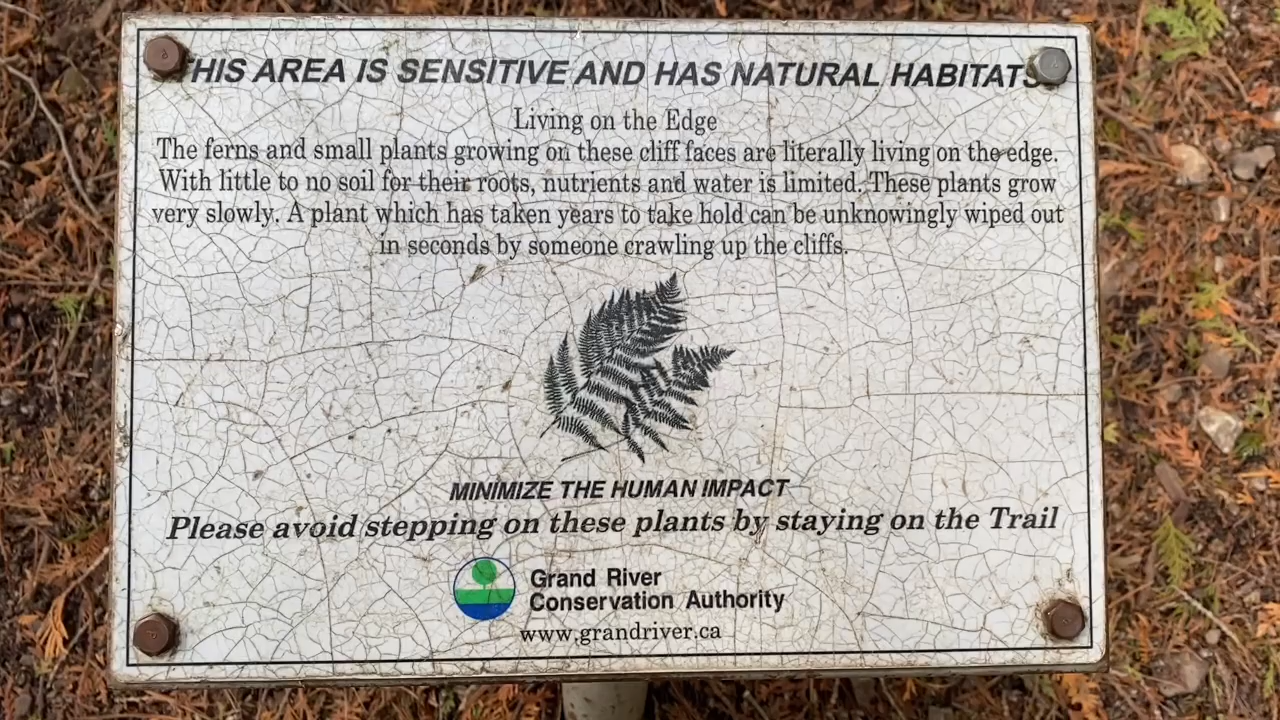 THIS AREA IS SENSITIVE AND HAS NATURAL HABITATS
Living on the Edge
The ferns and small plants growing on these cliff faces are literally living on the edge.
With little to no soil for their roots, nutrients and water is limited. These plants grow
very slowly. A plant which has taken years to take hold can be unknowingly wiped out
in seconds by someone crawling up the cliffs.
MINIMIZE THE HUMAN IMPACT
Please avoid stepping on these plants by staying on the Trail
Grand River
Conservation Authority
www.grandriver.ca